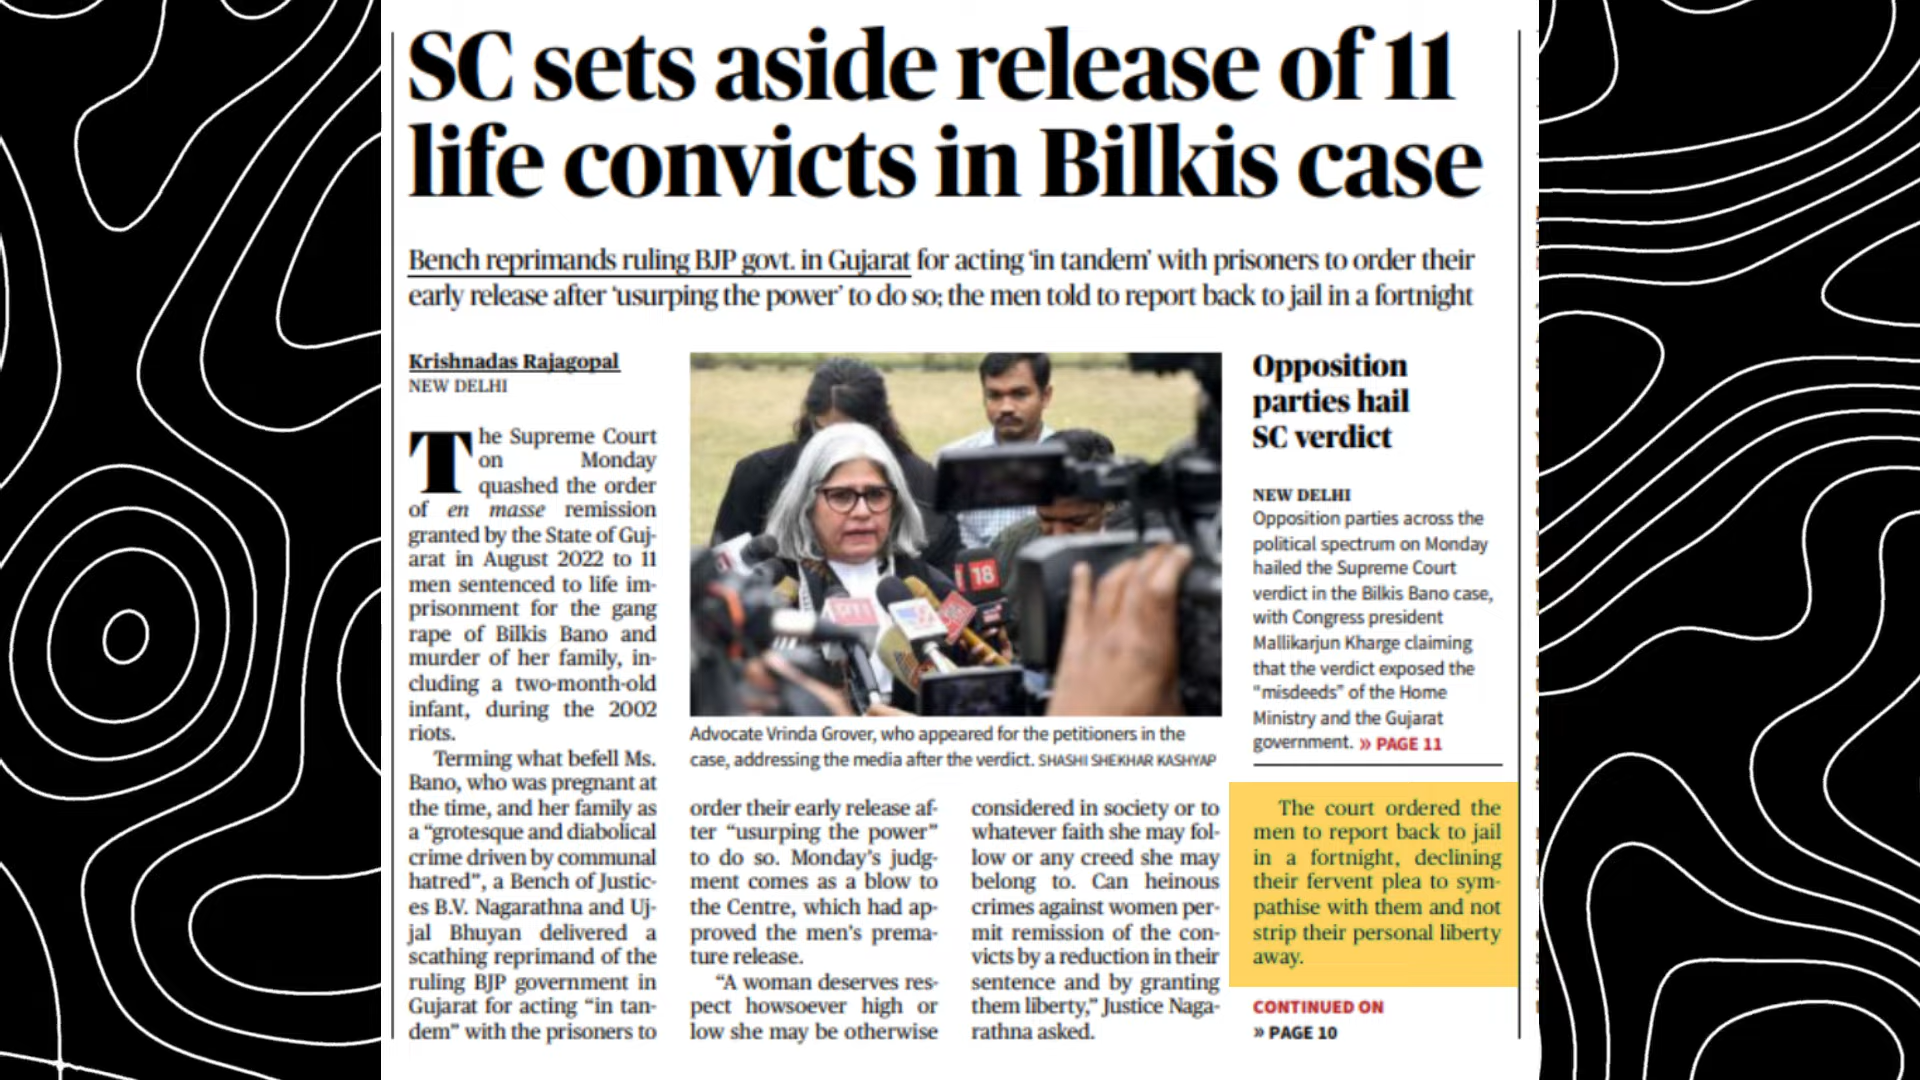 SC sets aside release of 11
life convicts in Bilkis case
Bench reprimands ruling BJP govt. in Gujarat for acting ‘in tandem’ with prisoners to order their
early release after ‘usurping the power’ to do so; the men told to report back to jail in a fortnight
Krishnadas Rajagopal
NEW DELHI
The Supreme Court
on Monday
quashed the order
of en masse remission
granted by the State of Guj-
arat in August 2022 to 11
men sentenced to life im-
prisonment for the gang
rape of Bilkis Bano and
murder of her family, in-
cluding a two-month-old
infant, during the 2002
riots.
Terming what befell Ms.
Bano, who was pregnant at
the time, and her family as
a “grotesque and diabolical
crime driven by communal
hatred”, a Bench of Justic-
es B.V. Nagarathna and Uj-
jal Bhuyan delivered a
scathing reprimand of the
ruling BJP government in
Gujarat for acting “in tan-
dem” with the prisoners to
18
Advocate Vrinda Grover, who appeared for the petitioners in the
case, addressing the media after the verdict. SHASHI SHEKHAR KASHYAP
order their early release af-
ter “usurping the power”
to do so. Monday’s judg-
ment comes as a blow to
the Centre, which had ap-
proved the men’s prema-
ture release.
“A woman deserves res-
pect howsoever high or
low she may be otherwise
considered in society or to
whatever faith she may fol-
low or any creed she may
belong to. Can heinous
crimes against women per-
mit remission of the con-
victs by a reduction in their
sentence and by granting
them liberty,” Justice Naga-
rathna asked.
Opposition
parties hail
SC verdict
NEW DELHI
Opposition parties across the
political spectrum on Monday
hailed the Supreme Court
verdict in the Bilkis Bano case,
with Congress president
Mallikarjun Kharge claiming
that the verdict exposed the
“misdeeds” of the Home
Ministry and the Gujarat
government. » PAGE 11
The court ordered the
men to report back to jail
in a fortnight, declining
their fervent plea to sym-
pathise with them and not
strip their personal liberty
away.
CONTINUED ON
» PAGE 10